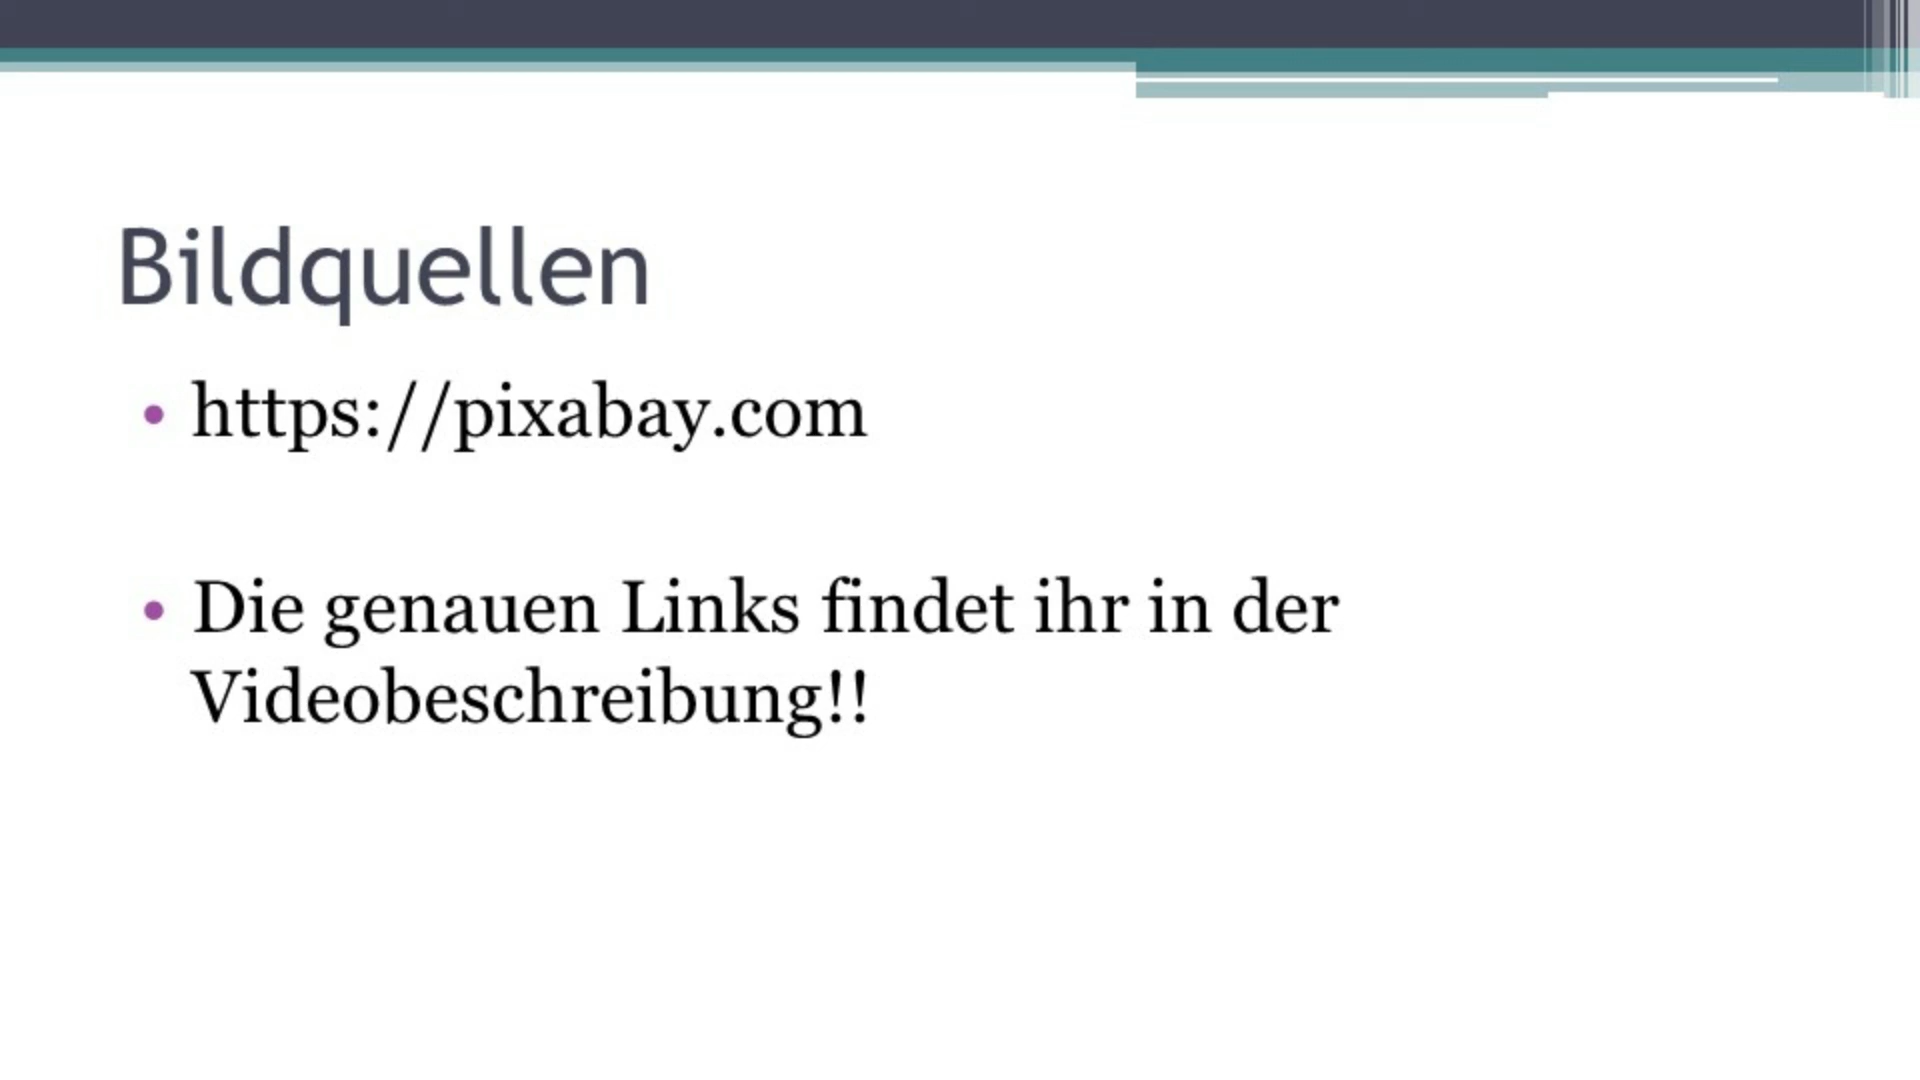 Bildquellen
• https://pixabay.com
• Die genauen Links findet ihr in der
Videobeschreibung!!